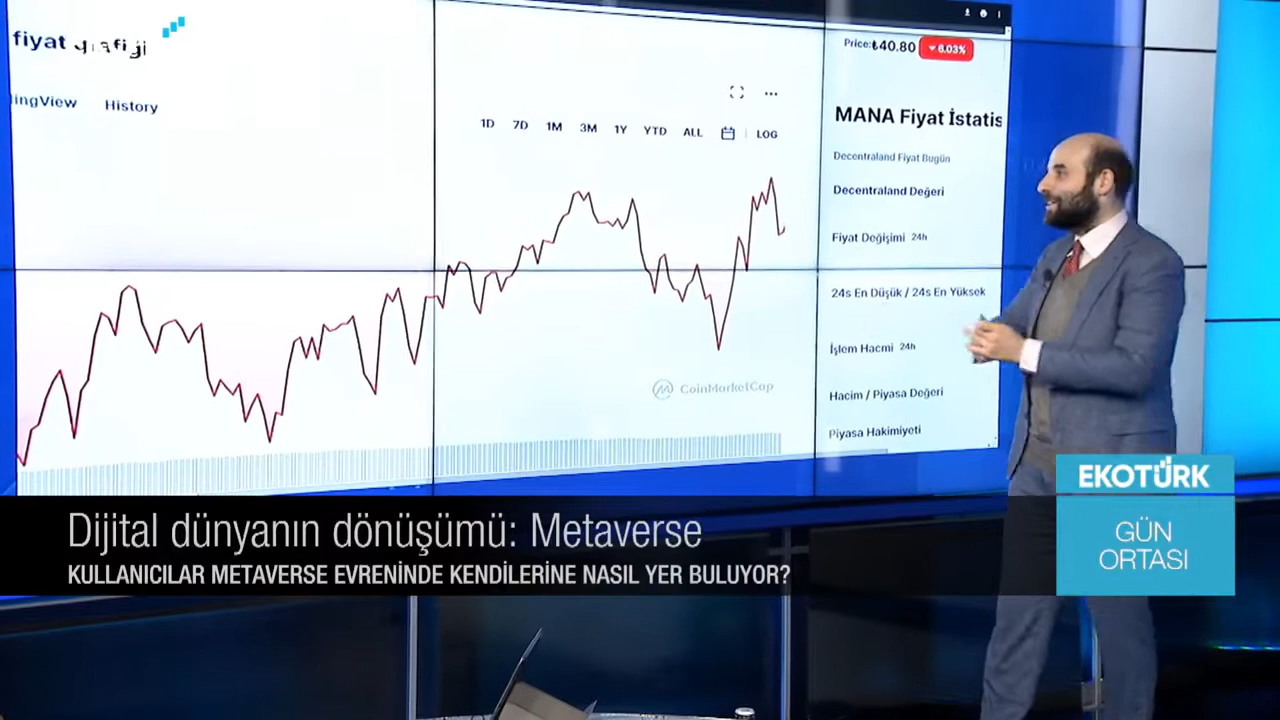 fiyat grafiği
ingView History
1D 7D 1M 3M 1Y YTD ALL LOG
CoinMarketCap
Price:₺40.80 6.03%
MANA Fiyat İstatis
Decentraland Fiyat Bugün
Decentraland Değeri
Fiyat Değişimi 24h
24s En Düşük / 24s En Yüksek
İşlem Hacmi 24h
Hacim / Piyasa Değeri
Piyasa Hakimiyeti
Dijital dünyanın dönüşümü: Metaverse
KULLANICILAR METAVERSE EVRENİNDE KENDİLERİNE NASIL YER BULUYOR?
EKOTÜRK
GÜN
ORTASI